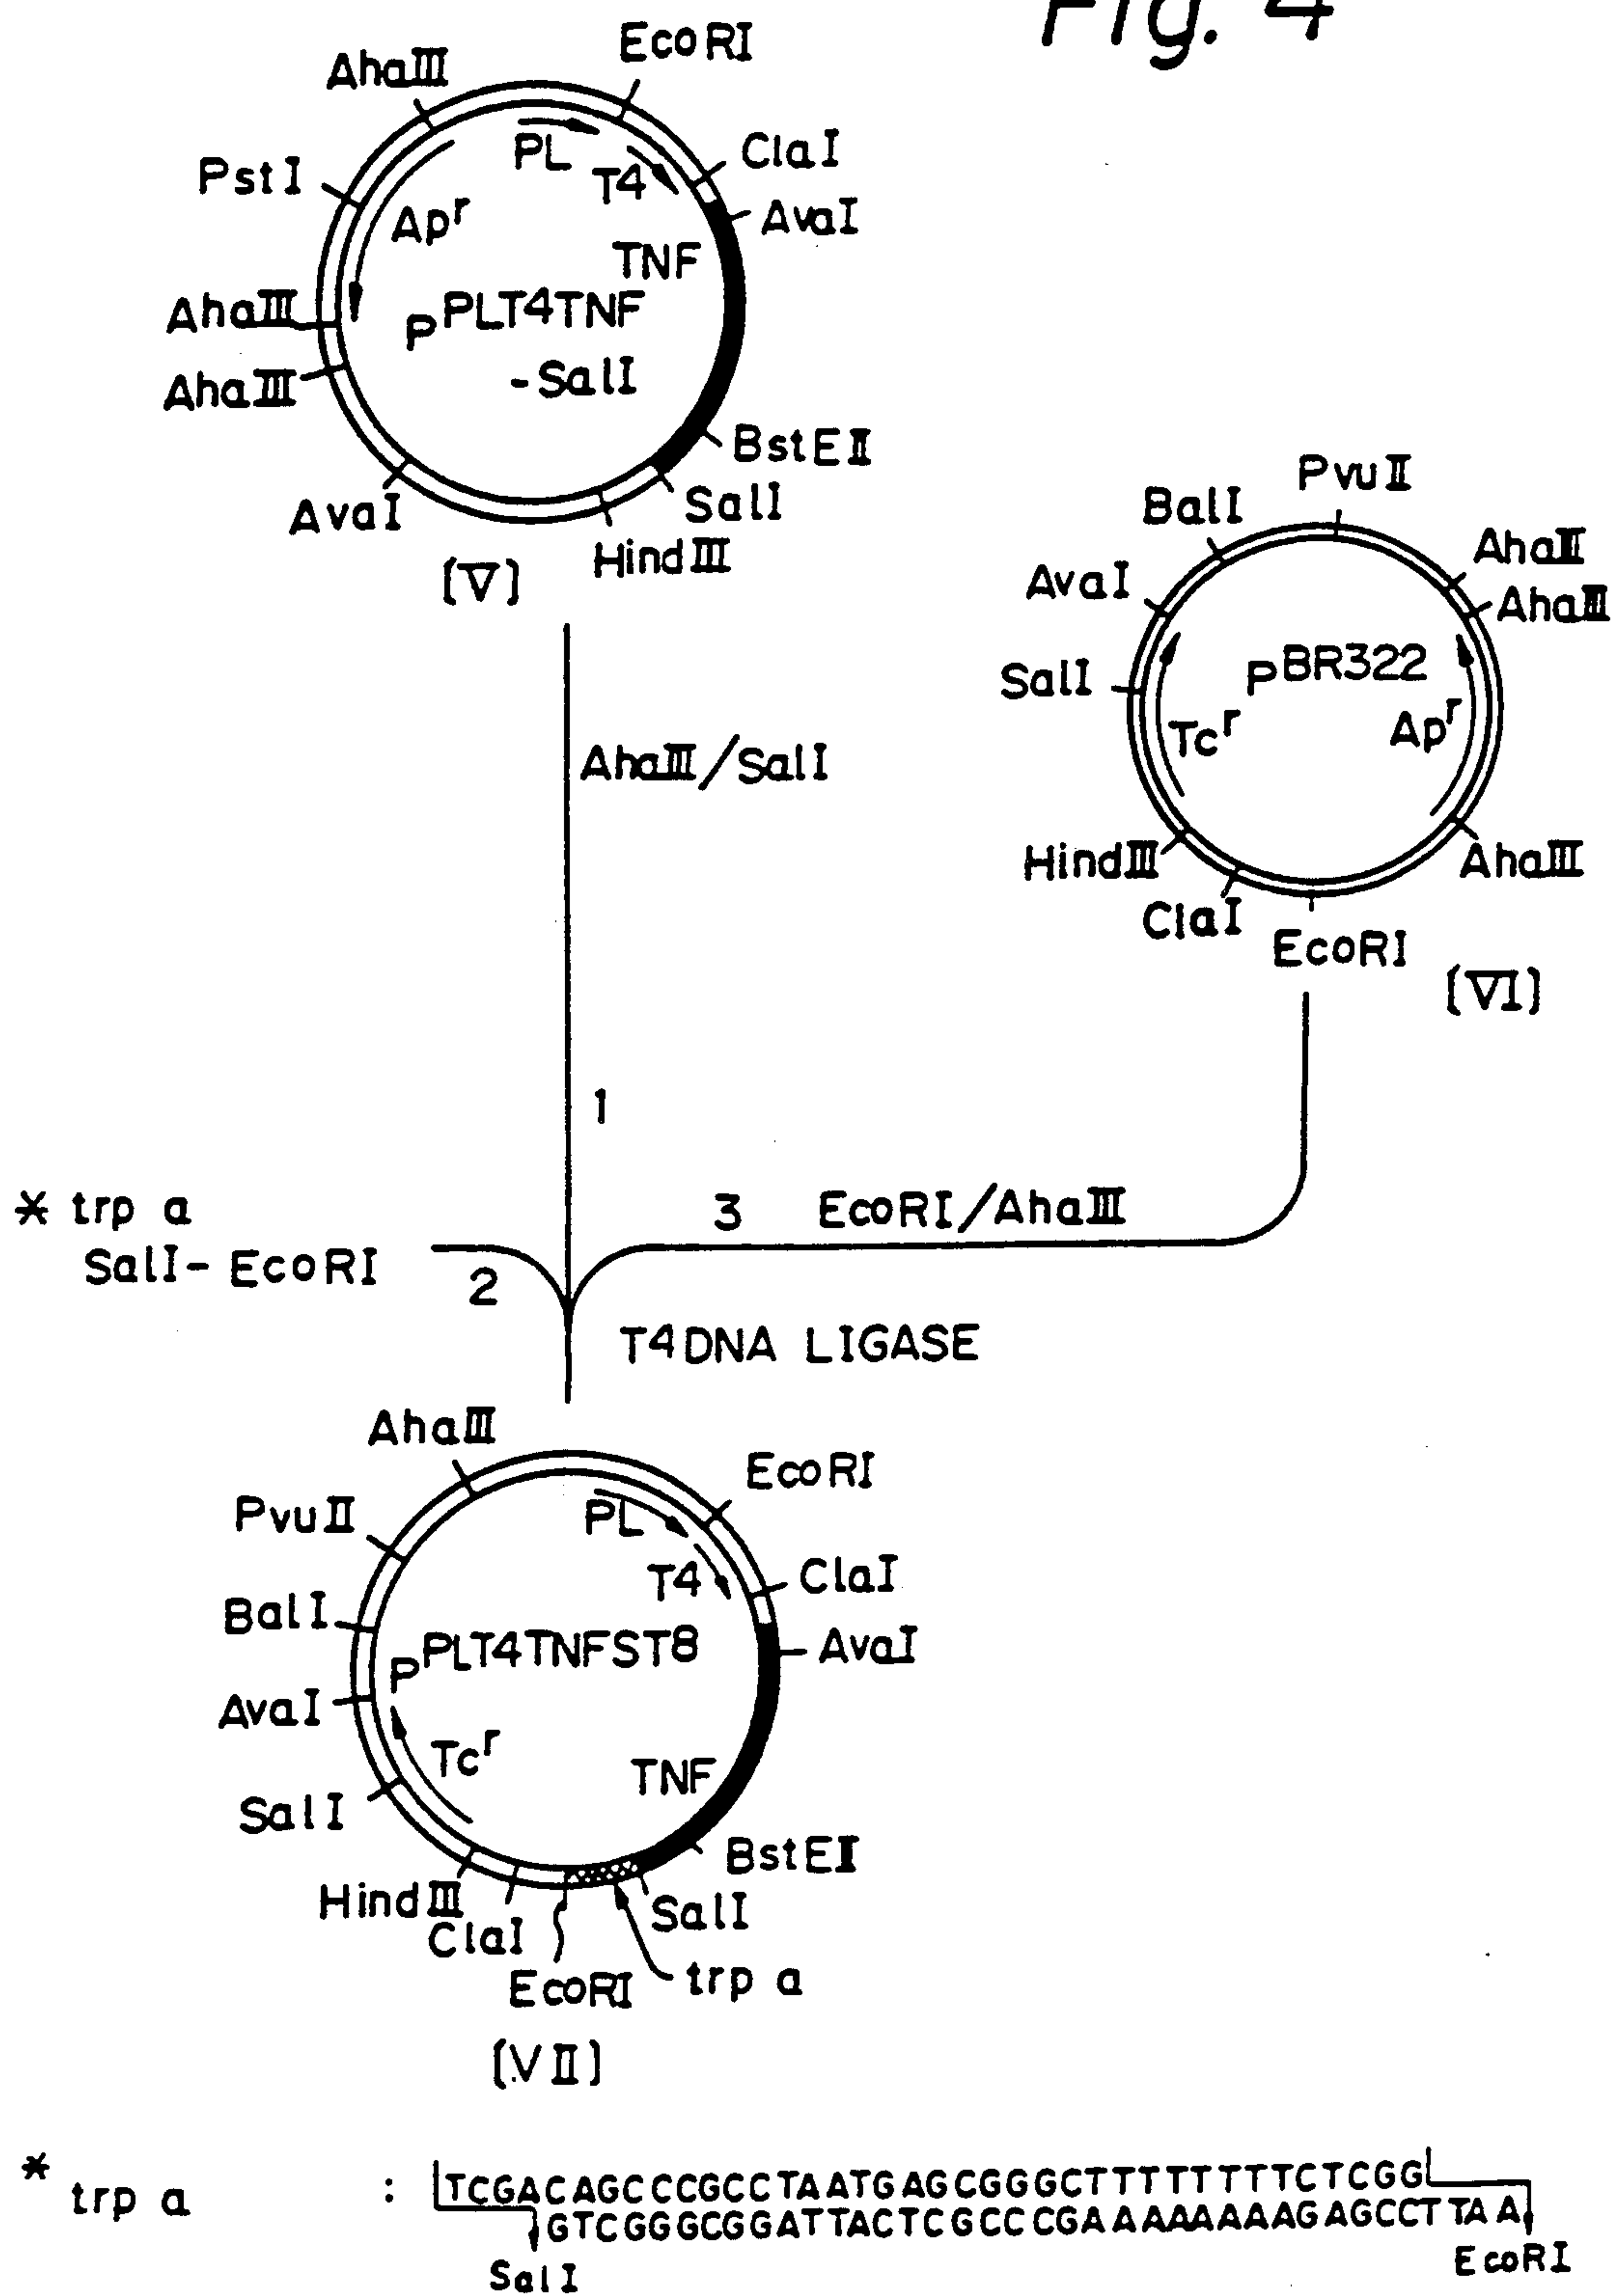 Fig. 4
EcoRI
AhaIII
ClaI
PL
PstI
T4
AvaI
Apr
TNF
AhaIII
pPLT4TNF
-SalI
AhaIII
BstEII
SalI
AvaI
HindIII
[V]
PvuII
BalI
AhaIII
AvaI
AhaIII
pBR322
SalI
Tcr
Apr
HindIII
AhaIII
ClaI
EcoRI
[VI]
AhaIII/SalI
1
* trp a
SalI-EcoRI
2
3 EcoRI/AhaIII
T4DNA LIGASE
AhaIII
EcoRI
PvuII
PL
T4
ClaI
BalI
pPLT4TNFST8
AvaI
AvaI
Tcr
TNF
SalI
BstEII
HindIII
SalI
ClaI
EcoRI
trp a
[VII]
* trp a : TCGACAGCCCGCCTAATGAGCGGGCTTTTTTTTCTCGG
GTCGGGCGGATTACTCGCCCGAAAAAAAAGAGCCTTAA
SalI
EcoRI